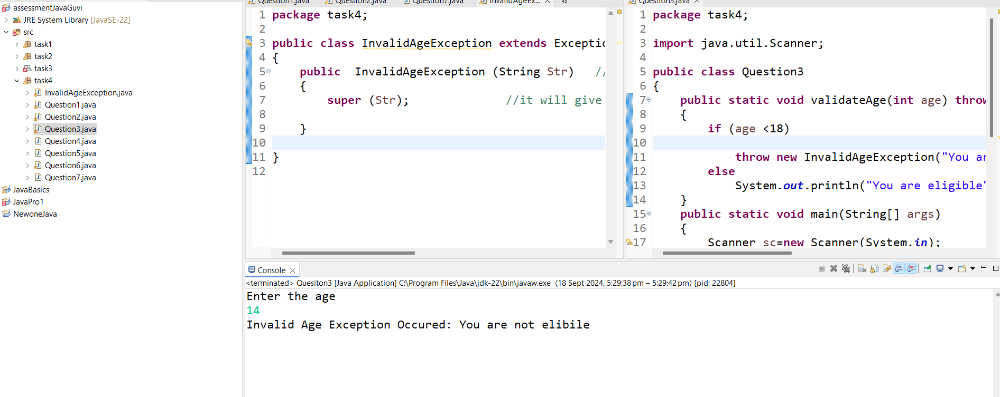 assessmentJavaGuvi
JRE System Library [JavaSE-22]
src
task1
task2
task3
task4
InvalidAgeException.java
Question1.java
Question2.java
Question3.java
Question4.java
Question5.java
Question6.java
Question7.java
JavaBasics
JavaPro1
NewoneJava
Question1.java Question2.java Question7.java InvalidAgeEx... 45
1 package task4;
2
3 public class InvalidAgeException extends Exceptio
4 {
5 public InvalidAgeException (String Str) //
6 {
7 super (Str); //it will give
8
9 }
10
11 }
12
Question3.java
1 package task4;
2
3 import java.util.Scanner;
4
5 public class Question3
6 {
7 public static void validateAge(int age) throw
8 {
9 if (age <18)
10
11 throw new InvalidAgeException("You ar
12 else
13 System.out.println("You are eligible"
14 }
15 public static void main(String[] args)
16 {
17 Scanner sc=new Scanner(System.in);
Console
<terminated> Quesiton3 [Java Application] C:\Program Files\Java\jdk-22\bin\javaw.exe (18 Sept 2024, 5:29:38 pm – 5:29:42 pm) [pid: 22804]
Enter the age
14
Invalid Age Exception Occured: You are not elibile